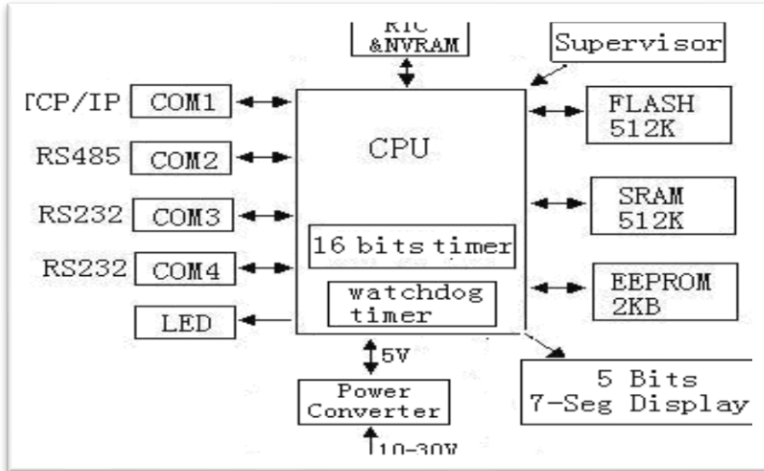 RTC
&NVRAM
Supervisor
TCP/IP COM1
FLASH
512K
CPU
RS485 COM2
SRAM
512K
RS232 COM3
16 bits timer
RS232 COM4
EEPROM
2KB
watchdog
timer
LED
5V
5 Bits
7-Seg Display
Power
Converter
10-30V